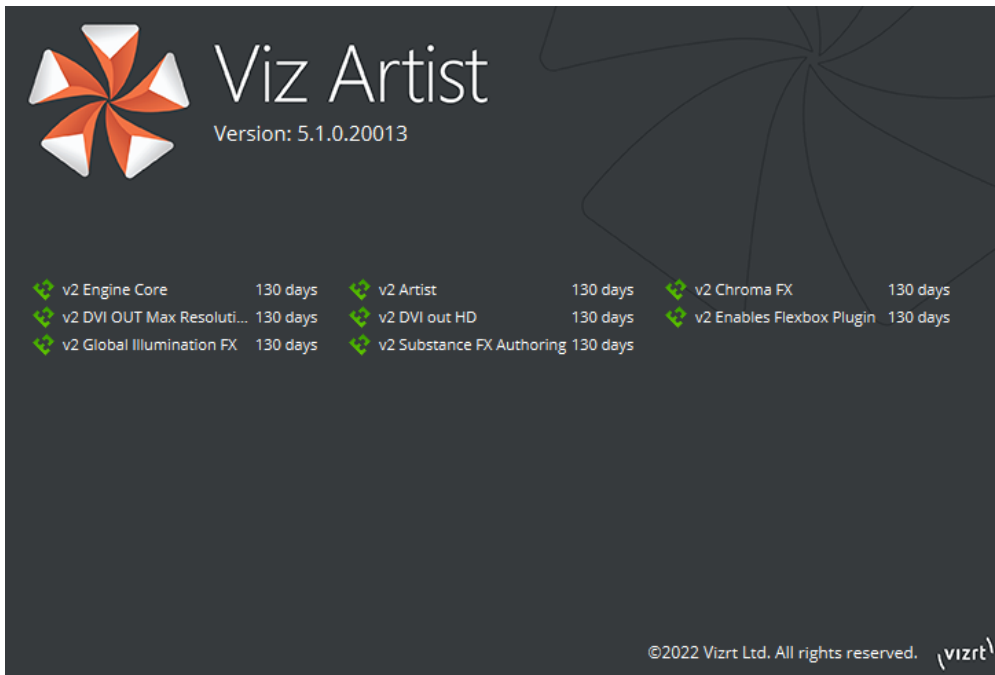 Viz Artist
Version: 5.1.0.20013
v2 Engine Core 130 days v2 Artist 130 days v2 Chroma FX 130 days
v2 DVI OUT Max Resoluti... 130 days v2 DVI out HD 130 days v2 Enables Flexbox Plugin 130 days
v2 Global Illumination FX 130 days v2 Substance FX Authoring 130 days
©2022 Vizrt Ltd. All rights reserved. vizrt